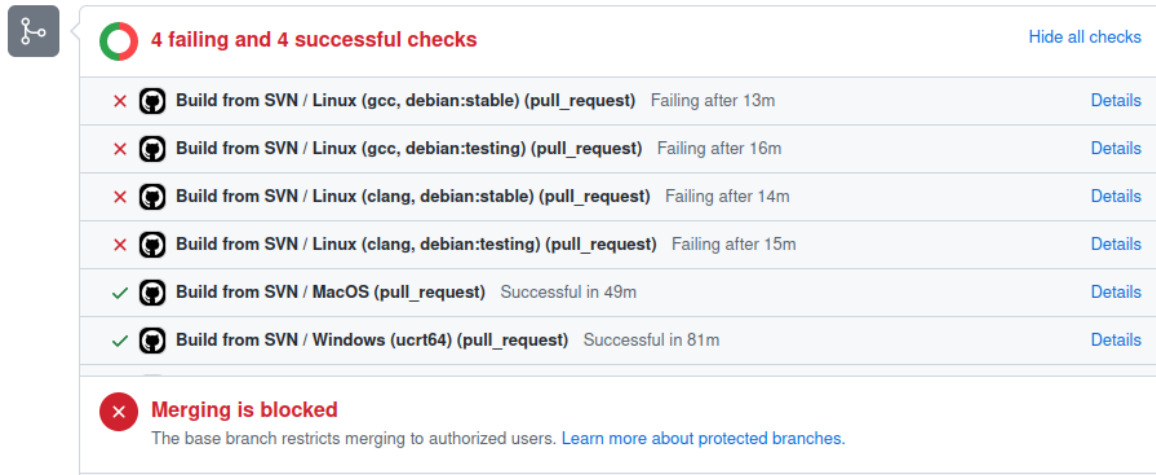 4 failing and 4 successful checks Hide all checks
Build from SVN / Linux (gcc, debian:stable) (pull_request) Failing after 13m Details
Build from SVN / Linux (gcc, debian:testing) (pull_request) Failing after 16m Details
Build from SVN / Linux (clang, debian:stable) (pull_request) Failing after 14m Details
Build from SVN / Linux (clang, debian:testing) (pull_request) Failing after 15m Details
Build from SVN / MacOS (pull_request) Successful in 49m Details
Build from SVN / Windows (ucrt64) (pull_request) Successful in 81m Details
Merging is blocked
The base branch restricts merging to authorized users. Learn more about protected branches.